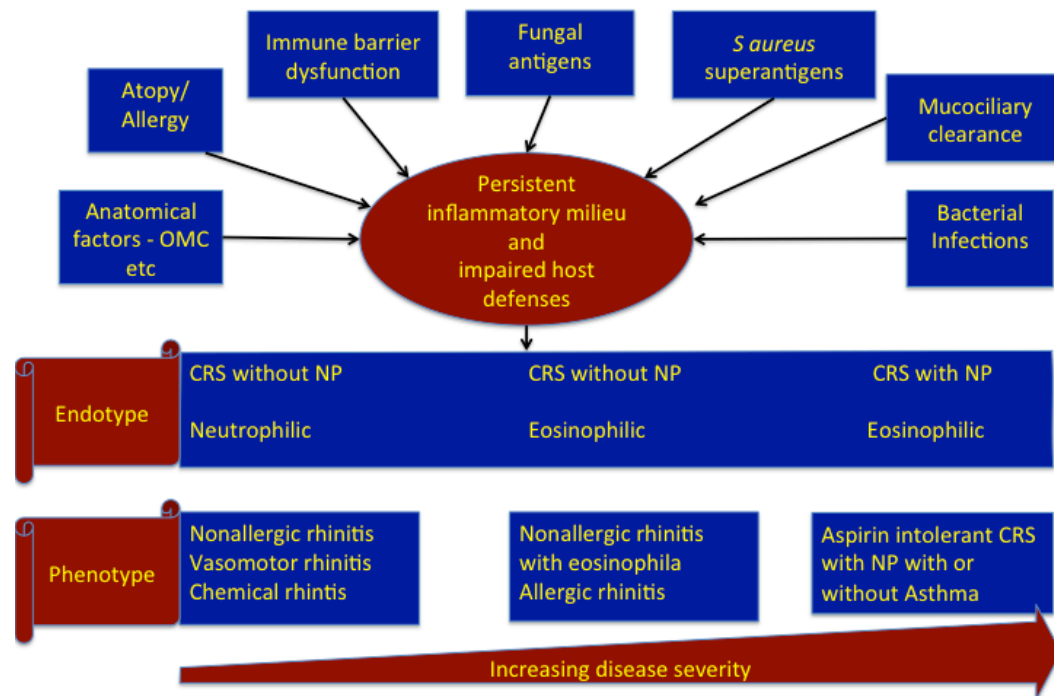 Atopy/
Allergy
Immune barrier
dysfunction
Fungal
antigens
S aureus
superantigens
Mucociliary
clearance
Anatomical
factors - OMC
etc
Persistent
inflammatory milieu
and
impaired host
defenses
Bacterial
Infections
Endotype
CRS without NP
CRS without NP
CRS with NP
Neutrophilic
Eosinophilic
Eosinophilic
Phenotype
Nonallergic rhinitis
Vasomotor rhinitis
Chemical rhintis
Nonallergic rhinitis
with eosinophila
Allergic rhinitis
Aspirin intolerant CRS
with NP with or
without Asthma
Increasing disease severity